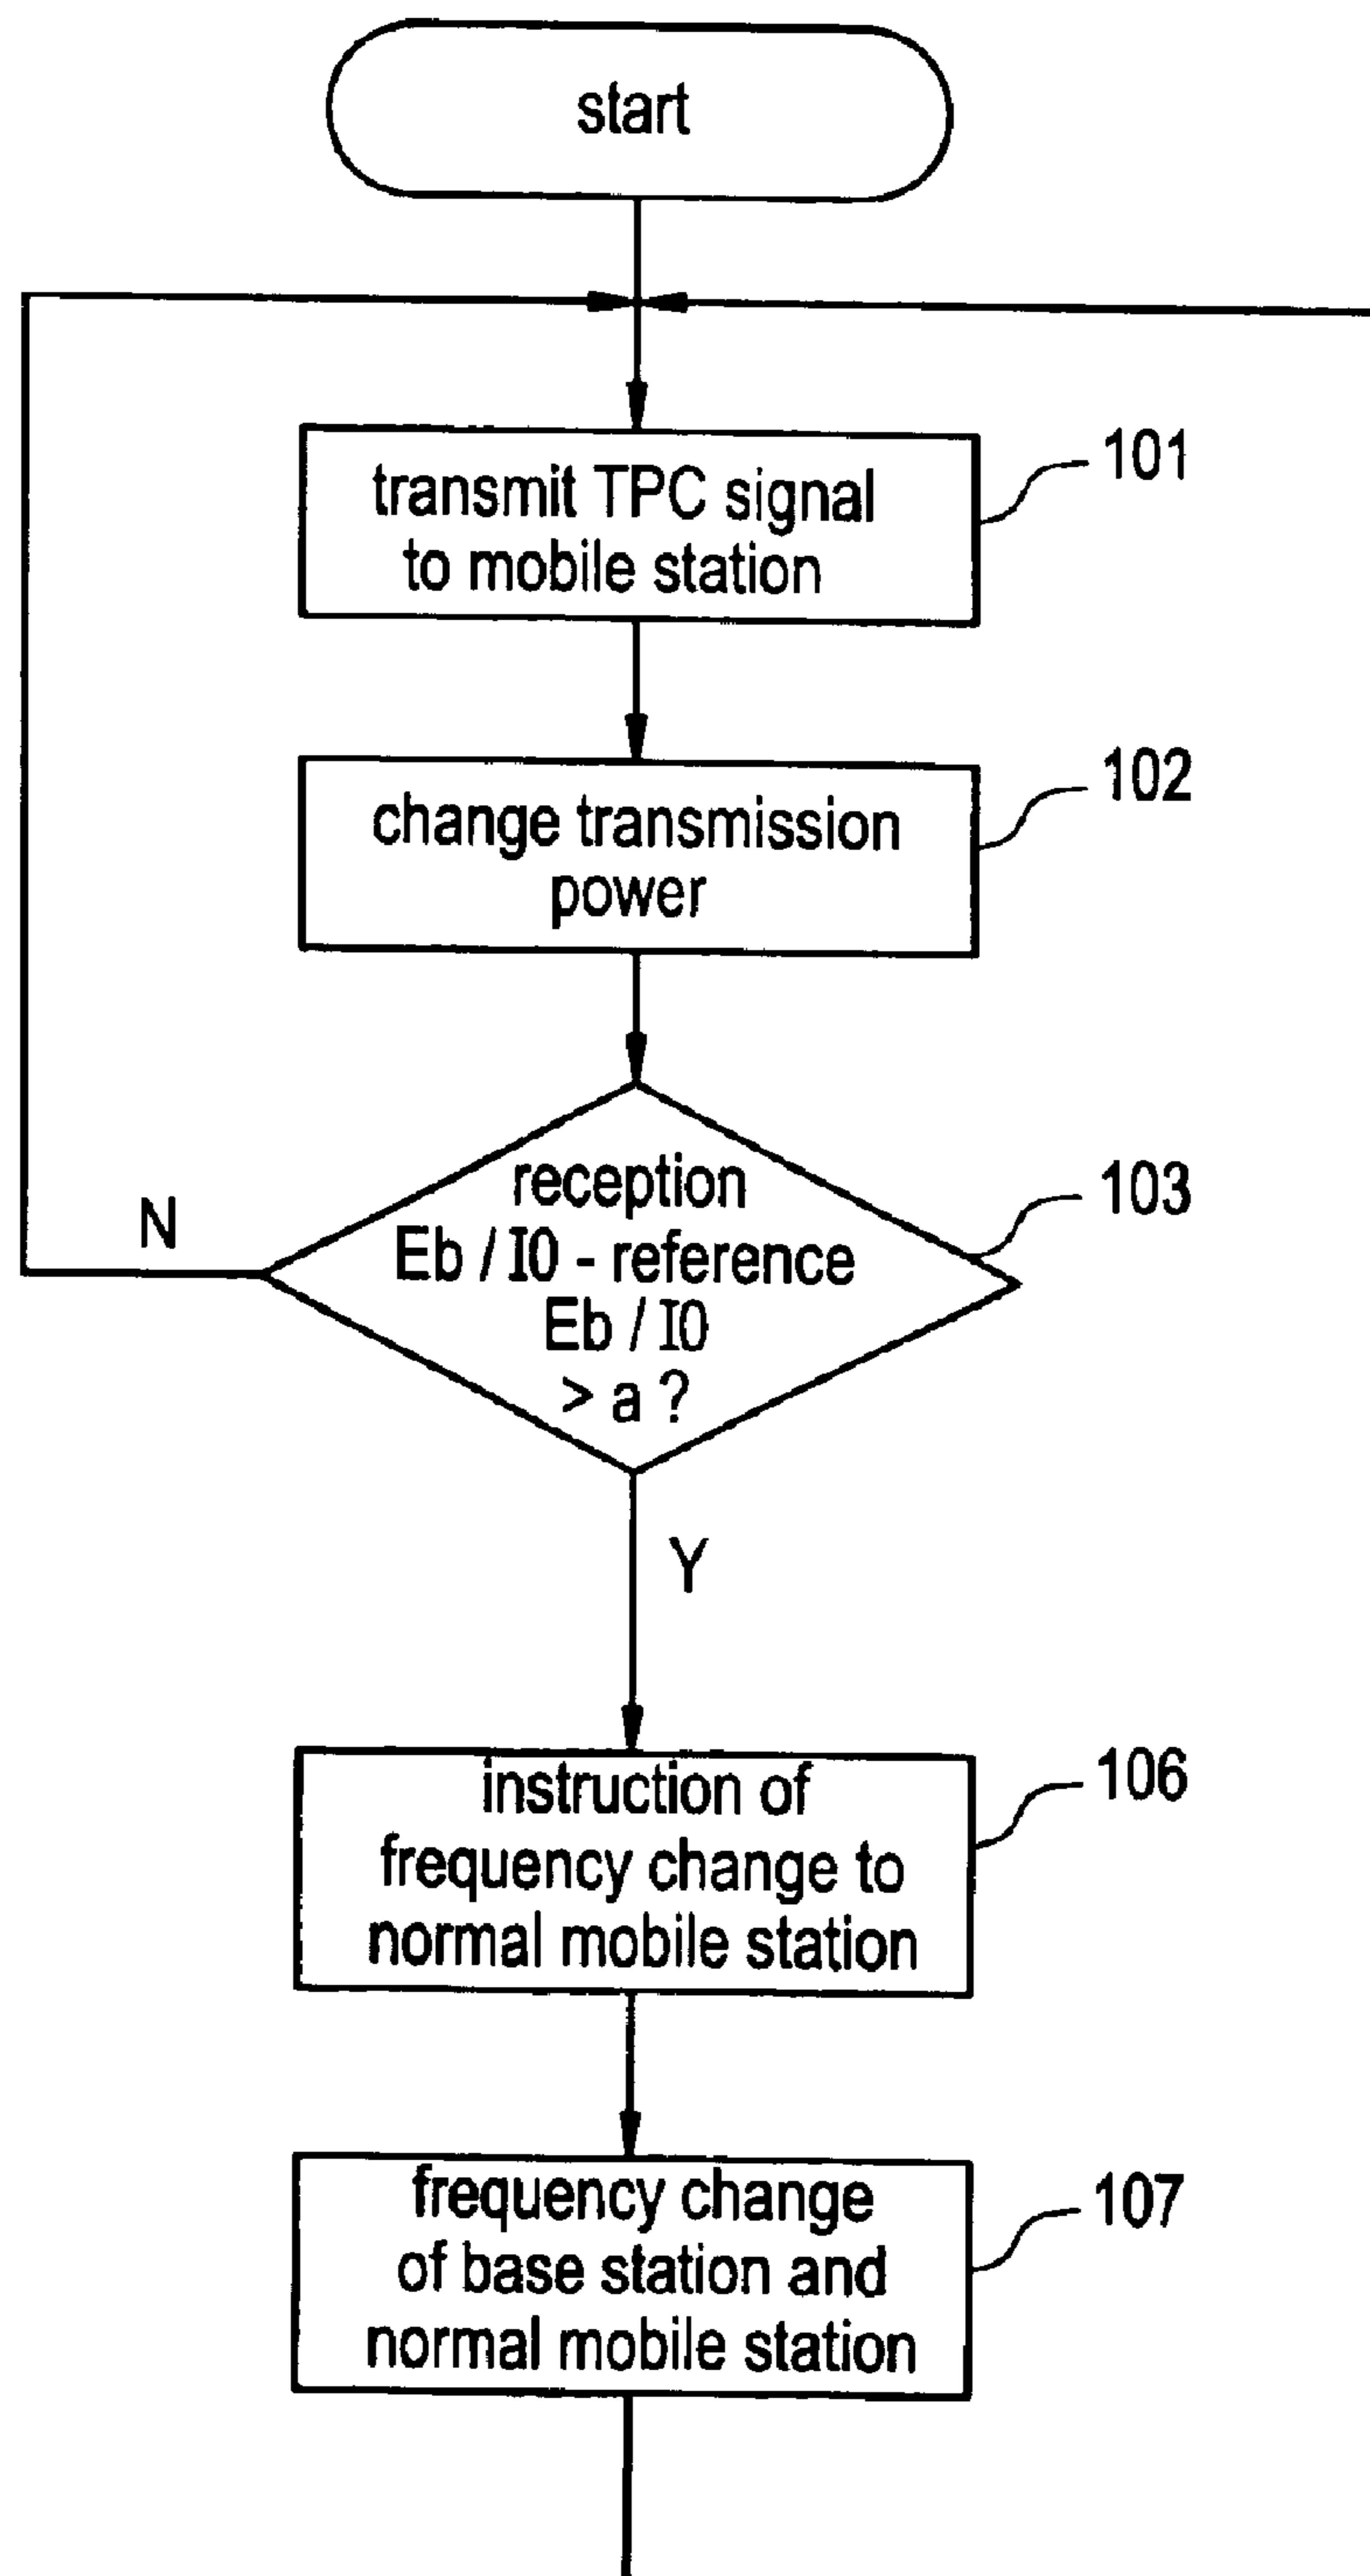 start
transmit TPC signal
to mobile station
101
change transmission
power
102
reception
Eb / I0 - reference
Eb / I0
> a ?
103
N
Y
instruction of
frequency change to
normal mobile station
106
frequency change
of base station and
normal mobile station
107